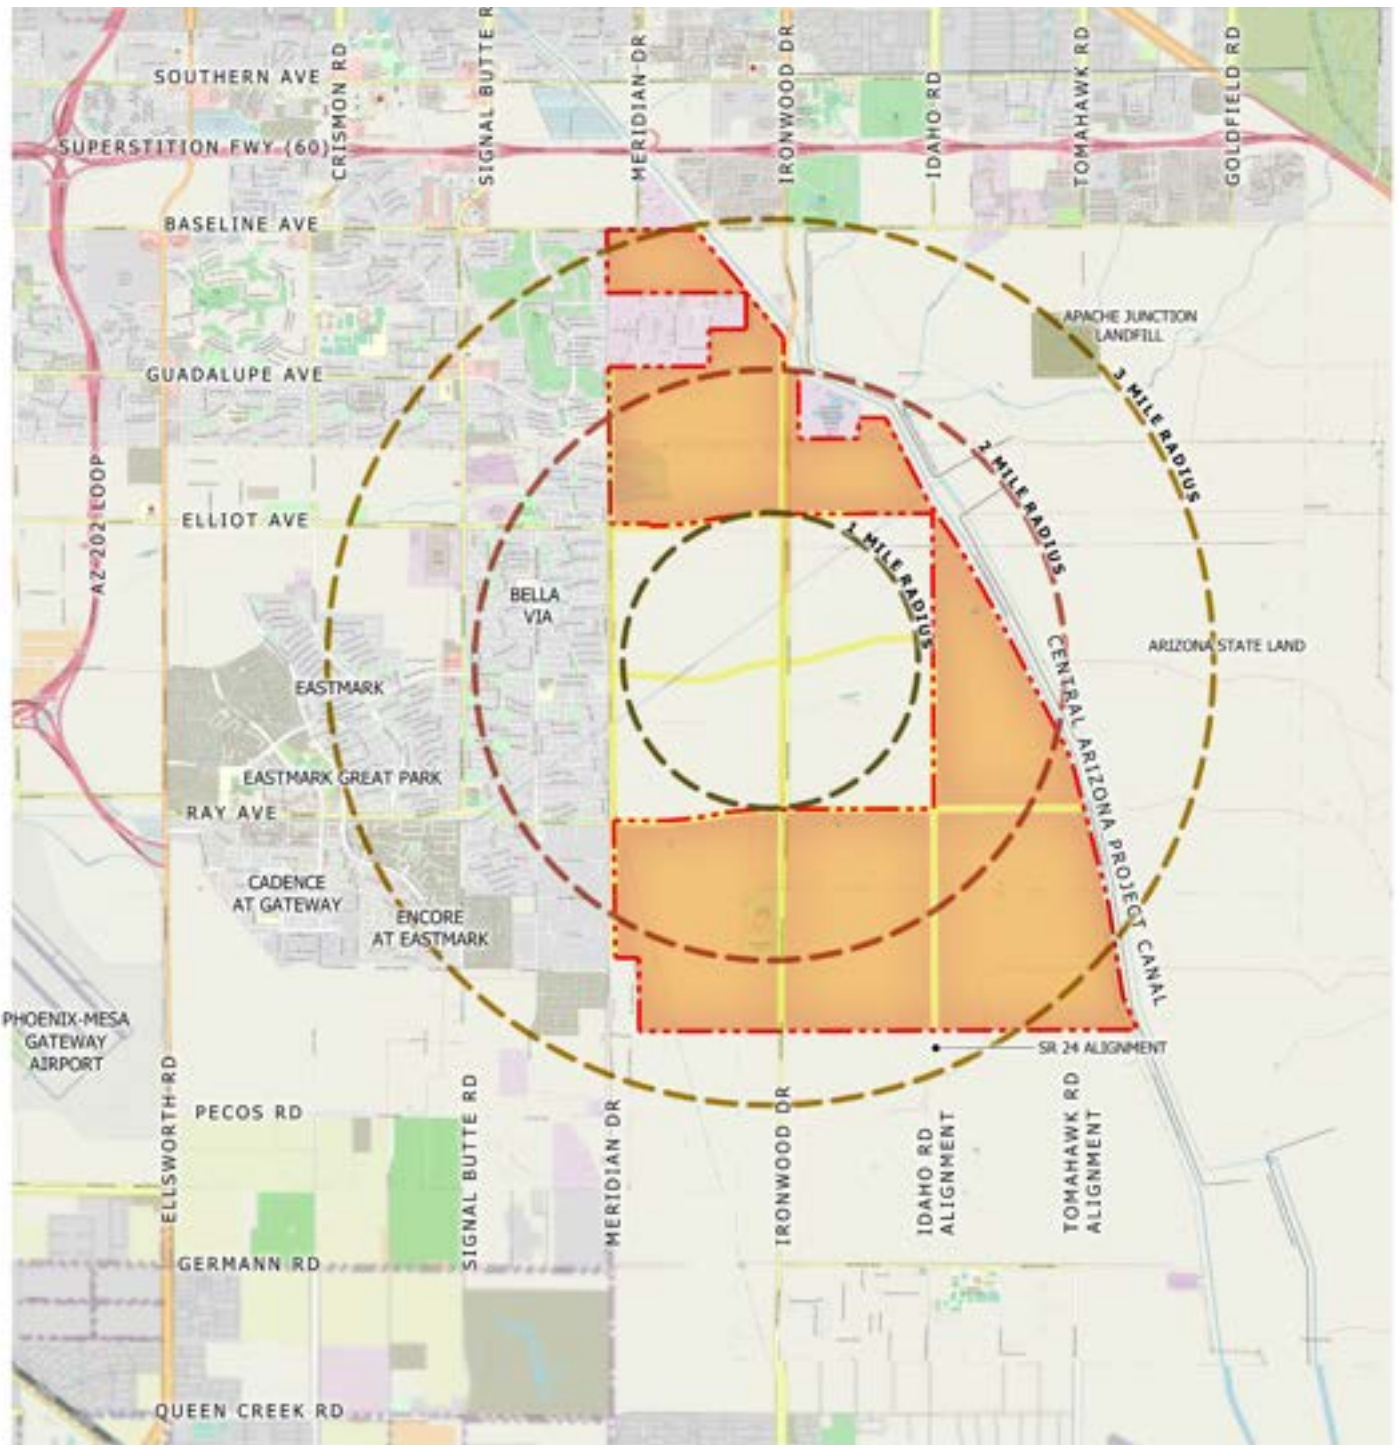 SOUTHERN AVE
CRISMON RD
SIGNAL BUTTE R
MERIDIAN DR
IRONWOOD DR
IDAHO RD
TOMAHAWK RD
GOLDFIELD RD
SUPERSTITION FWY (60)
BASELINE AVE
APACHE JUNCTION
LANDFILL
GUADALUPE AVE
3 MILE RADIUS
2 MILE RADIUS
1 MILE RADIUS
AZ 202 LOOP
ELLIOT AVE
BELLA
VIA
ARIZONA STATE LAND
CENTRAL ARIZONA PROJECT CANAL
EASTMARK
EASTMARK GREAT PARK
RAY AVE
CADENCE
AT GATEWAY
ENCORE
AT EASTMARK
PHOENIX-MESA
GATEWAY
AIRPORT
SR 24 ALIGNMENT
ELLSWORTH RD
PECOS RD
SIGNAL BUTTE RD
MERIDIAN DR
IRONWOOD DR
IDAHO RD
ALIGNMENT
TOMAHAWK RD
ALIGNMENT
GERMANN RD
QUEEN CREEK RD